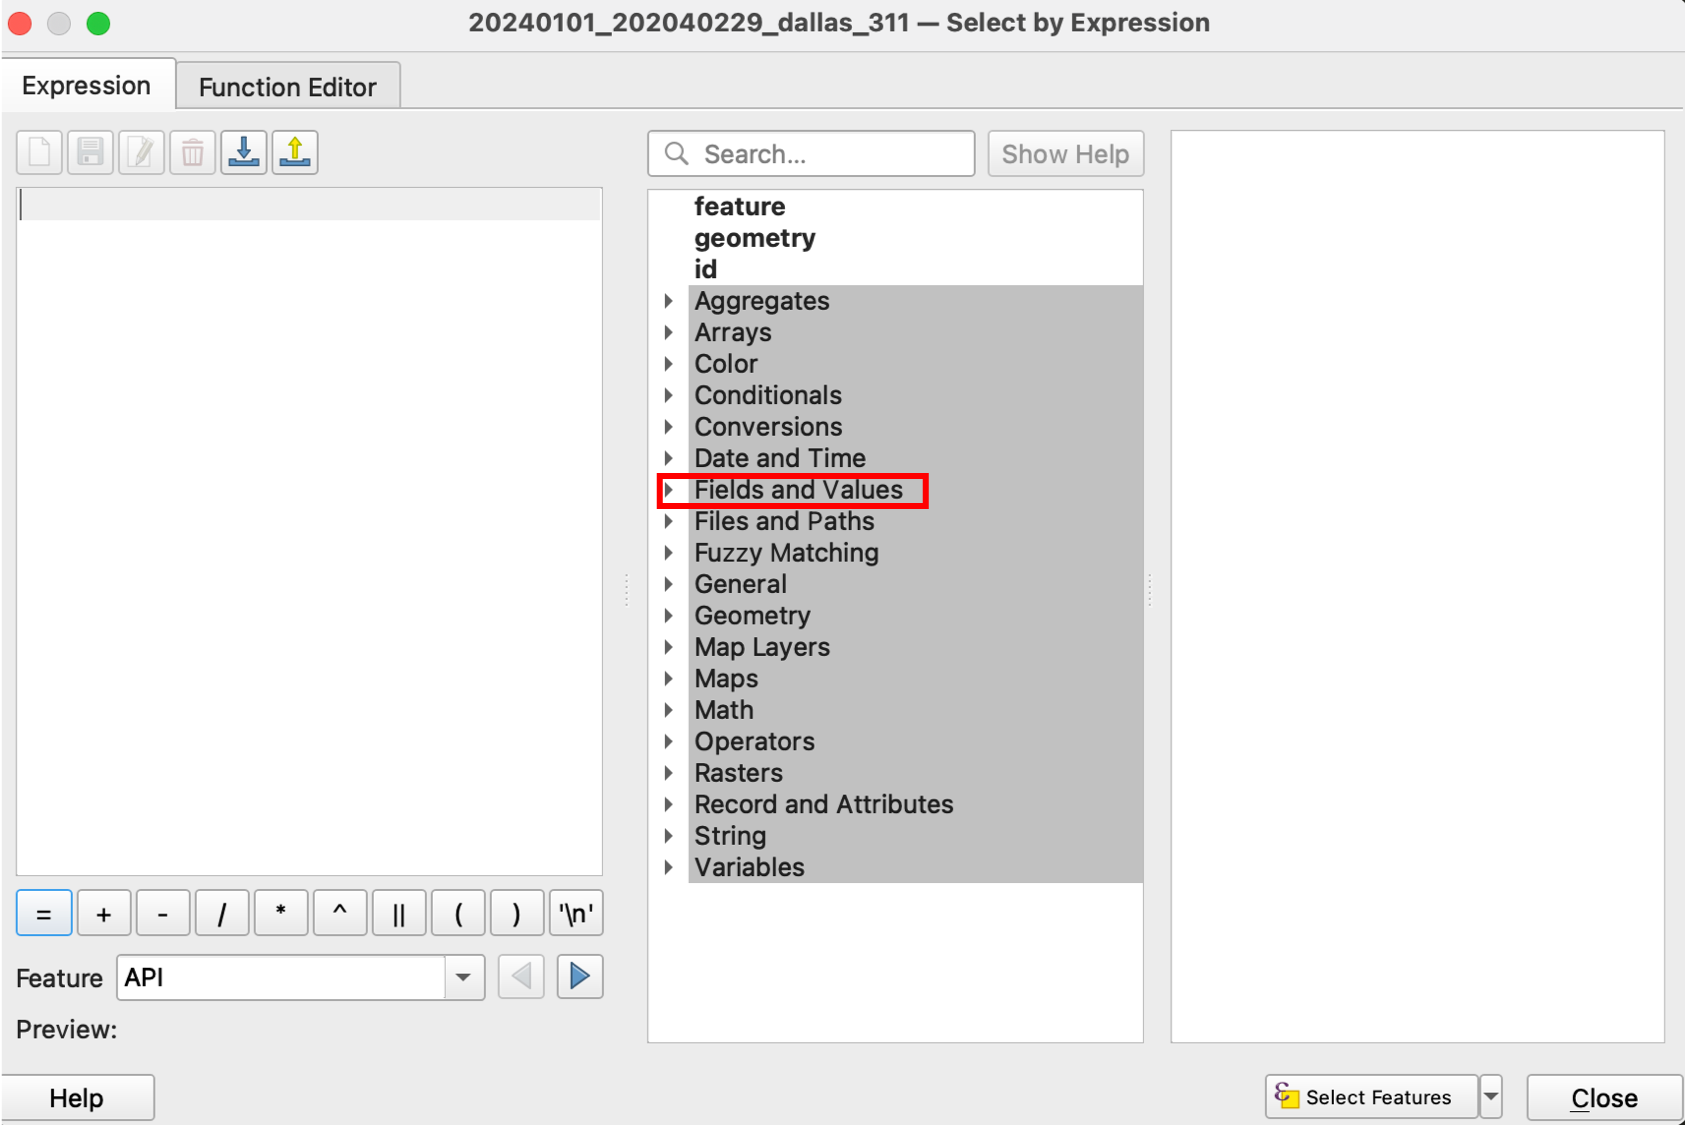 20240101_202040229_dallas_311 — Select by Expression
Expression
Function Editor
Search...
Show Help
feature
geometry
id
Aggregates
Arrays
Color
Conditionals
Conversions
Date and Time
Fields and Values
Files and Paths
Fuzzy Matching
General
Geometry
Map Layers
Maps
Math
Operators
Rasters
Record and Attributes
String
Variables
= + - / * ^ || ( ) '\n'
Feature API
Preview:
Help
Select Features
Close